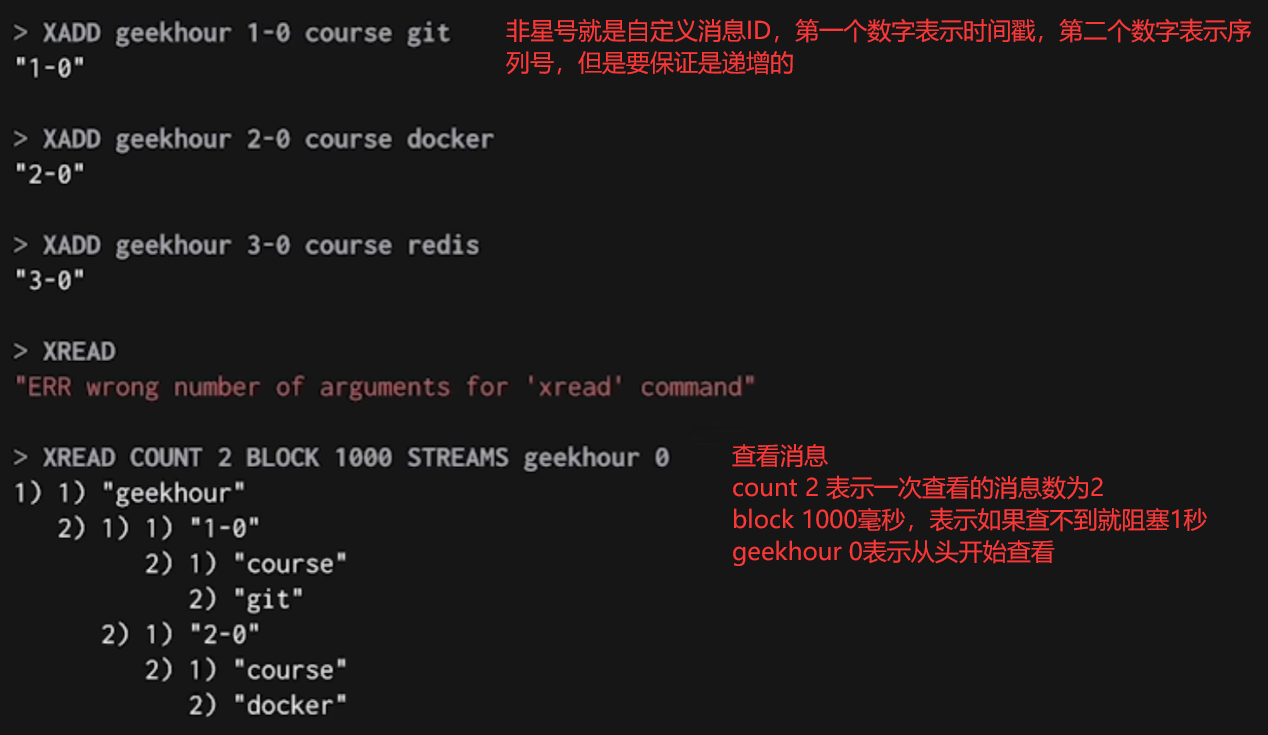 > XADD geekhour 1-0 course git
非星号就是自定义消息ID，第一个数字表示时间戳，第二个数字表示序
列号，但是要保证是递增的
"1-0"
> XADD geekhour 2-0 course docker
"2-0"
> XADD geekhour 3-0 course redis
"3-0"
> XREAD
"ERR wrong number of arguments for 'xread' command"
> XREAD COUNT 2 BLOCK 1000 STREAMS geekhour 0
1) 1) "geekhour"
2) 1) 1) "1-0"
2) 1) "course"
2) "git"
2) 1) "2-0"
2) 1) "course"
2) "docker"
查看消息
count 2 表示一次查看的消息数为2
block 1000毫秒，表示如果查不到就阻塞1秒
geekhour 0表示从头开始查看